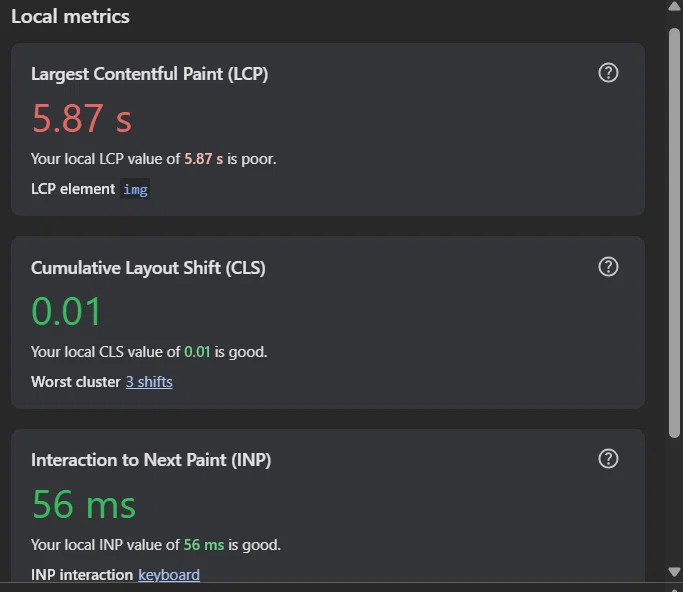 Local metrics
Largest Contentful Paint (LCP)
5.87 s
Your local LCP value of 5.87 s is poor.
LCP element img
Cumulative Layout Shift (CLS)
0.01
Your local CLS value of 0.01 is good.
Worst cluster 3 shifts
Interaction to Next Paint (INP)
56 ms
Your local INP value of 56 ms is good.
INP interaction keyboard